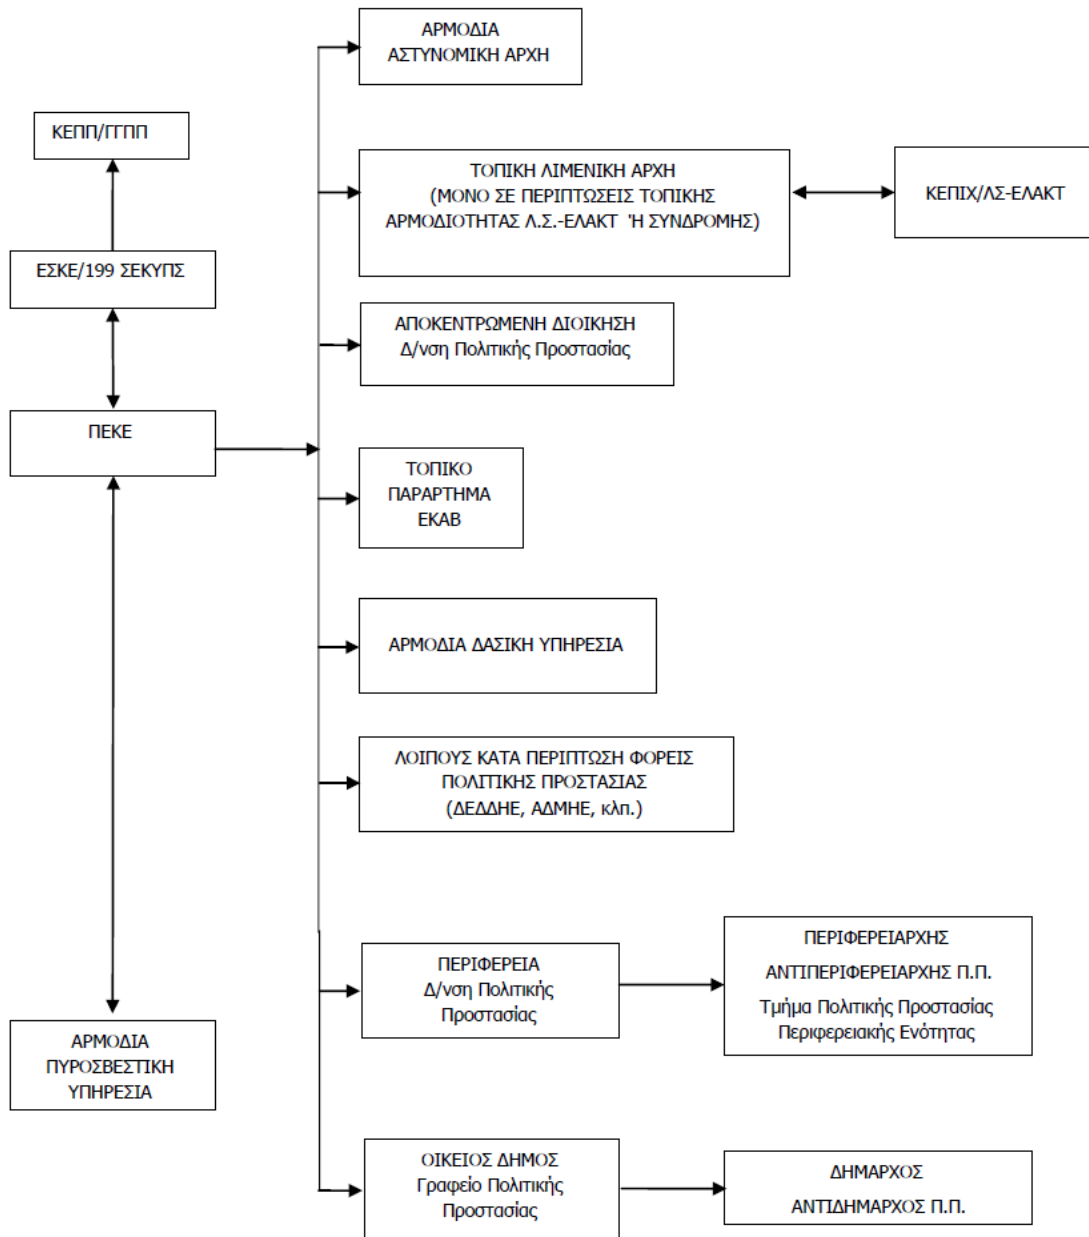 ΑΡΜΟΔΙΑ
ΑΣΤΥΝΟΜΙΚΗ ΑΡΧΗ
ΚΕΠΠ/ΓΓΠΠ
ΤΟΠΙΚΗ ΛΙΜΕΝΙΚΗ ΑΡΧΗ
(ΜΟΝΟ ΣΕ ΠΕΡΙΠΤΩΣΕΙΣ ΤΟΠΙΚΗΣ
ΑΡΜΟΔΙΟΤΗΤΑΣ Λ.Σ.-ΕΛΑΚΤ Ή ΣΥΝΔΡΟΜΗΣ)
ΚΕΠΙΧ/ΛΣ-ΕΛΑΚΤ
ΕΣΚΕ/199 ΣΕΚΥΠΣ
ΑΠΟΚΕΝΤΡΩΜΕΝΗ ΔΙΟΙΚΗΣΗ
Δ/νση Πολιτικής Προστασίας
ΠΕΚΕ
ΤΟΠΙΚΟ
ΠΑΡΑΡΤΗΜΑ
ΕΚΑΒ
ΑΡΜΟΔΙΑ ΔΑΣΙΚΗ ΥΠΗΡΕΣΙΑ
ΛΟΙΠΟΥΣ ΚΑΤΑ ΠΕΡΙΠΤΩΣΗ ΦΟΡΕΙΣ
ΠΟΛΙΤΙΚΗΣ ΠΡΟΣΤΑΣΙΑΣ
(ΔΕΔΔΗΕ, ΑΔΜΗΕ, κλπ.)
ΠΕΡΙΦΕΡΕΙΑ
Δ/νση Πολιτικής
Προστασίας
ΠΕΡΙΦΕΡΕΙΑΡΧΗΣ
ΑΝΤΙΠΕΡΙΦΕΡΕΙΑΡΧΗΣ Π.Π.
Τμήμα Πολιτικής Προστασίας
Περιφερειακής Ενότητας
ΑΡΜΟΔΙΑ
ΠΥΡΟΣΒΕΣΤΙΚΗ
ΥΠΗΡΕΣΙΑ
ΟΙΚΕΙΟΣ ΔΗΜΟΣ
Γραφείο Πολιτικής
Προστασίας
ΔΗΜΑΡΧΟΣ
ΑΝΤΙΔΗΜΑΡΧΟΣ Π.Π.